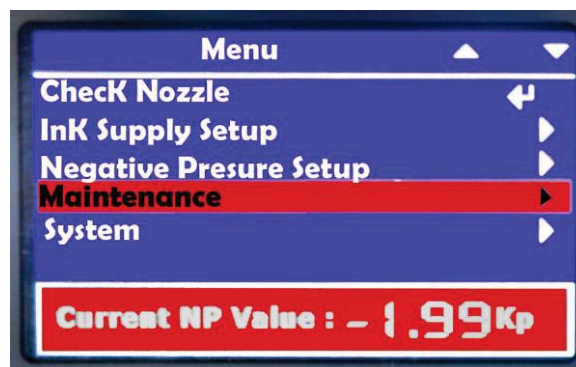 Menu
ChecK Nozzle
InK Supply Setup
Negative Presure Setup
Maintenance
System
Current NP Value : - 1.99Kp